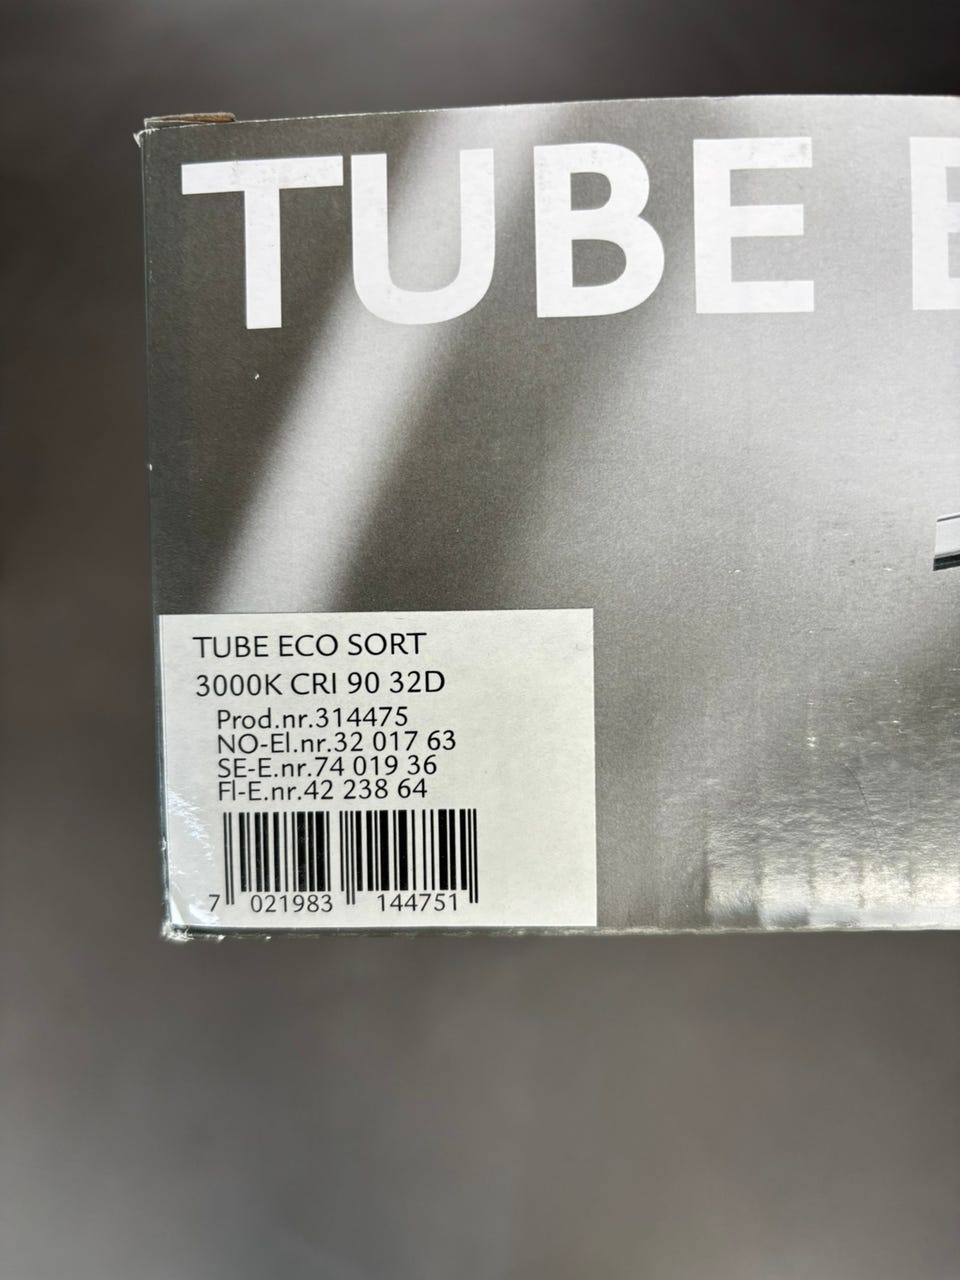 TUBE E
TUBE ECO SORT
3000K CRI 90 32D
Prod.nr.314475
NO-El.nr.32 017 63
SE-E.nr.74 019 36
FI-E.nr.42 238 64
7 021983 144751